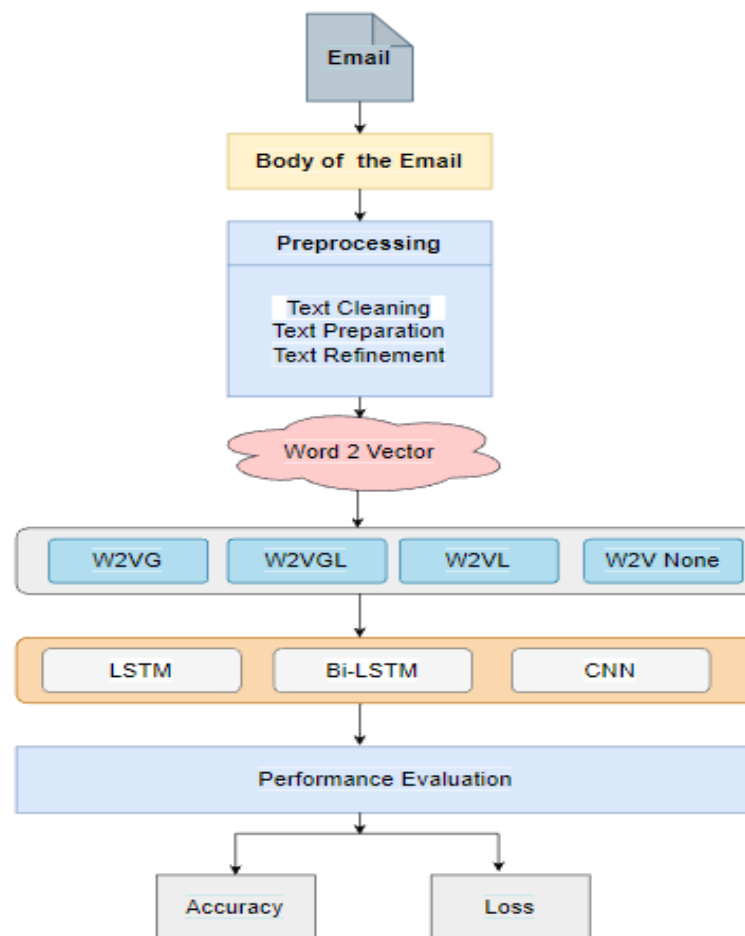 Email
Body of the Email
Preprocessing
Text Cleaning
Text Preparation
Text Refinement
Word 2 Vector
W2VG
W2VGL
W2VL
W2V None
LSTM
Bi-LSTM
CNN
Performance Evaluation
Accuracy
Loss